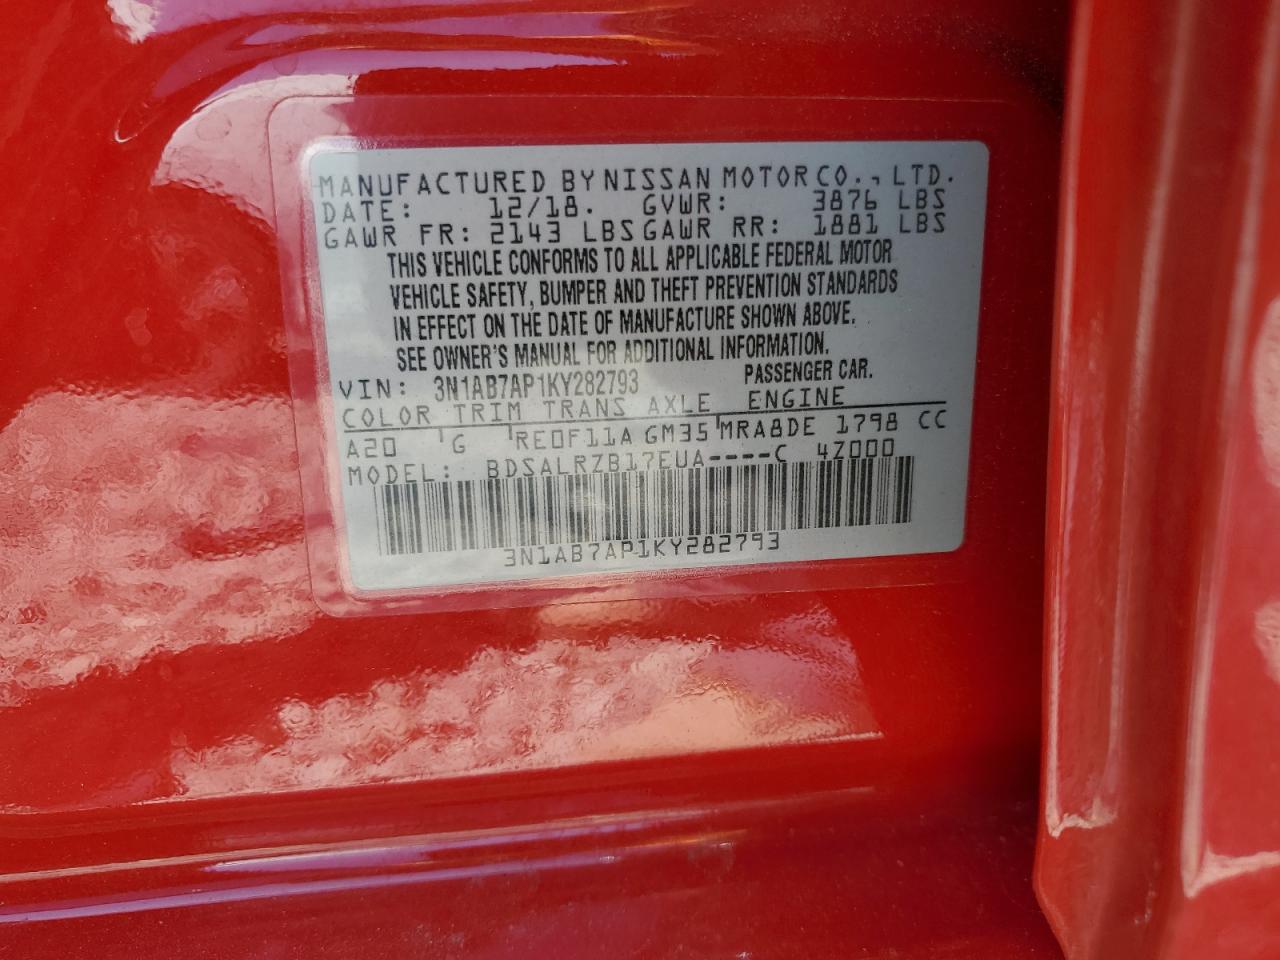 MANUFACTURED BY NISSAN MOTOR CO., LTD.
DATE: 12/18. GVWR: 3876 LBS
GAWR FR: 2143 LBS GAWR RR: 1881 LBS
THIS VEHICLE CONFORMS TO ALL APPLICABLE FEDERAL MOTOR
VEHICLE SAFETY, BUMPER AND THEFT PREVENTION STANDARDS
IN EFFECT ON THE DATE OF MANUFACTURE SHOWN ABOVE.
SEE OWNER'S MANUAL FOR ADDITIONAL INFORMATION.
VIN: 3N1AB7AP1KY282793 PASSENGER CAR.
COLOR TRIM TRANS AXLE ENGINE
A20 G RE0F11A GM35 MRA8DE 1798 CC
MODEL: BDSALRZB17EUA----C 4Z000
3N1AB7AP1KY282793